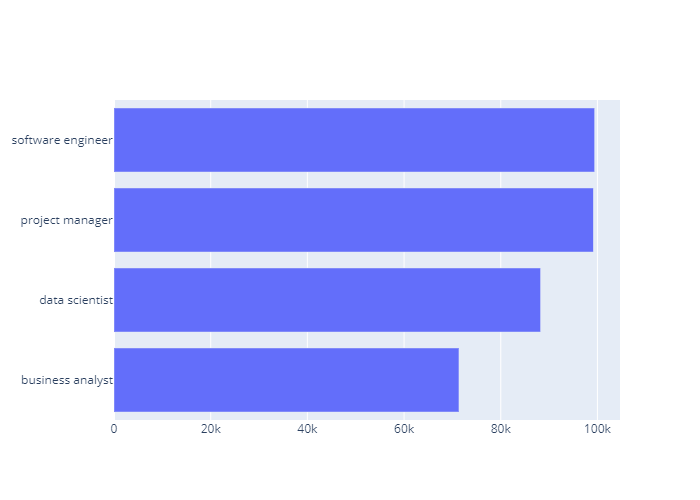 software engineer
project manager
data scientist
business analyst
0 20k 40k 60k 80k 100k